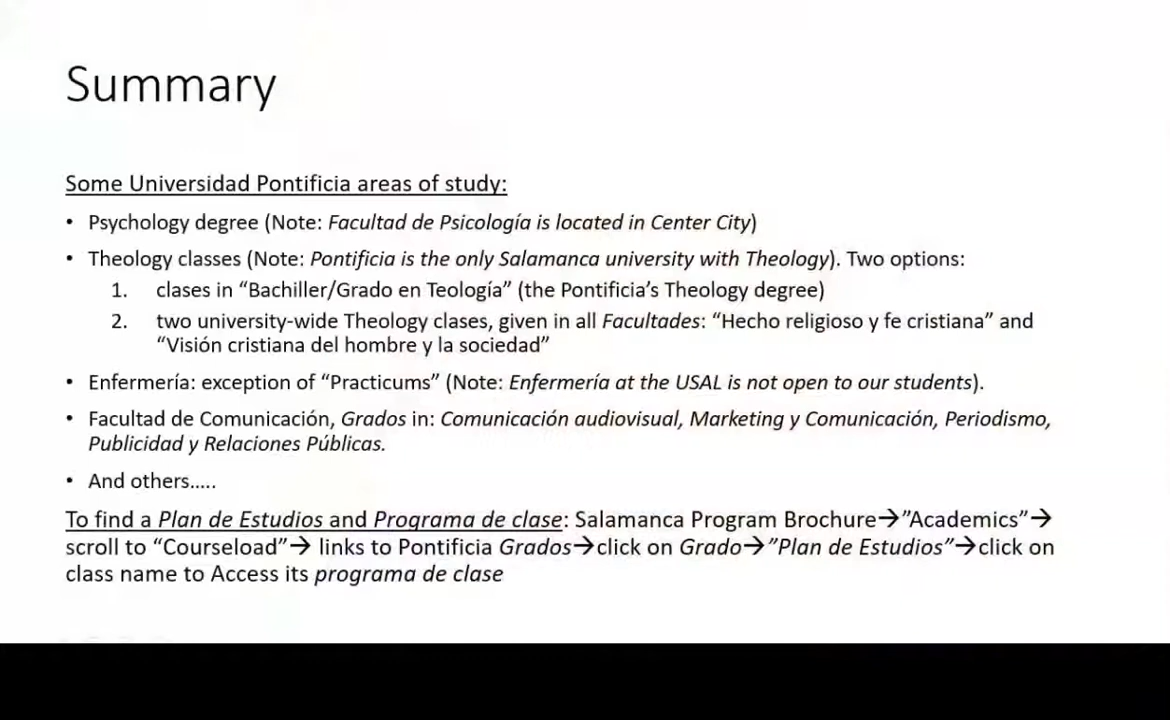 Summary
Some Universidad Pontificia areas of study:
• Psychology degree (Note: Facultad de Psicología is located in Center City)
• Theology classes (Note: Pontificia is the only Salamanca university with Theology). Two options:
1. clases in “Bachiller/Grado en Teología” (the Pontificia’s Theology degree)
2. two university-wide Theology clases, given in all Facultades: “Hecho religioso y fe cristiana” and
“Visión cristiana del hombre y la sociedad”
• Enfermería: exception of “Practicums” (Note: Enfermería at the USAL is not open to our students).
• Facultad de Comunicación, Grados in: Comunicación audiovisual, Marketing y Comunicación, Periodismo,
Publicidad y Relaciones Públicas.
• And others.....
To find a Plan de Estudios and Programa de clase: Salamanca Program Brochure→”Academics”→
scroll to “Courseload”→ links to Pontificia Grados→click on Grado→”Plan de Estudios”→click on
class name to Access its programa de clase